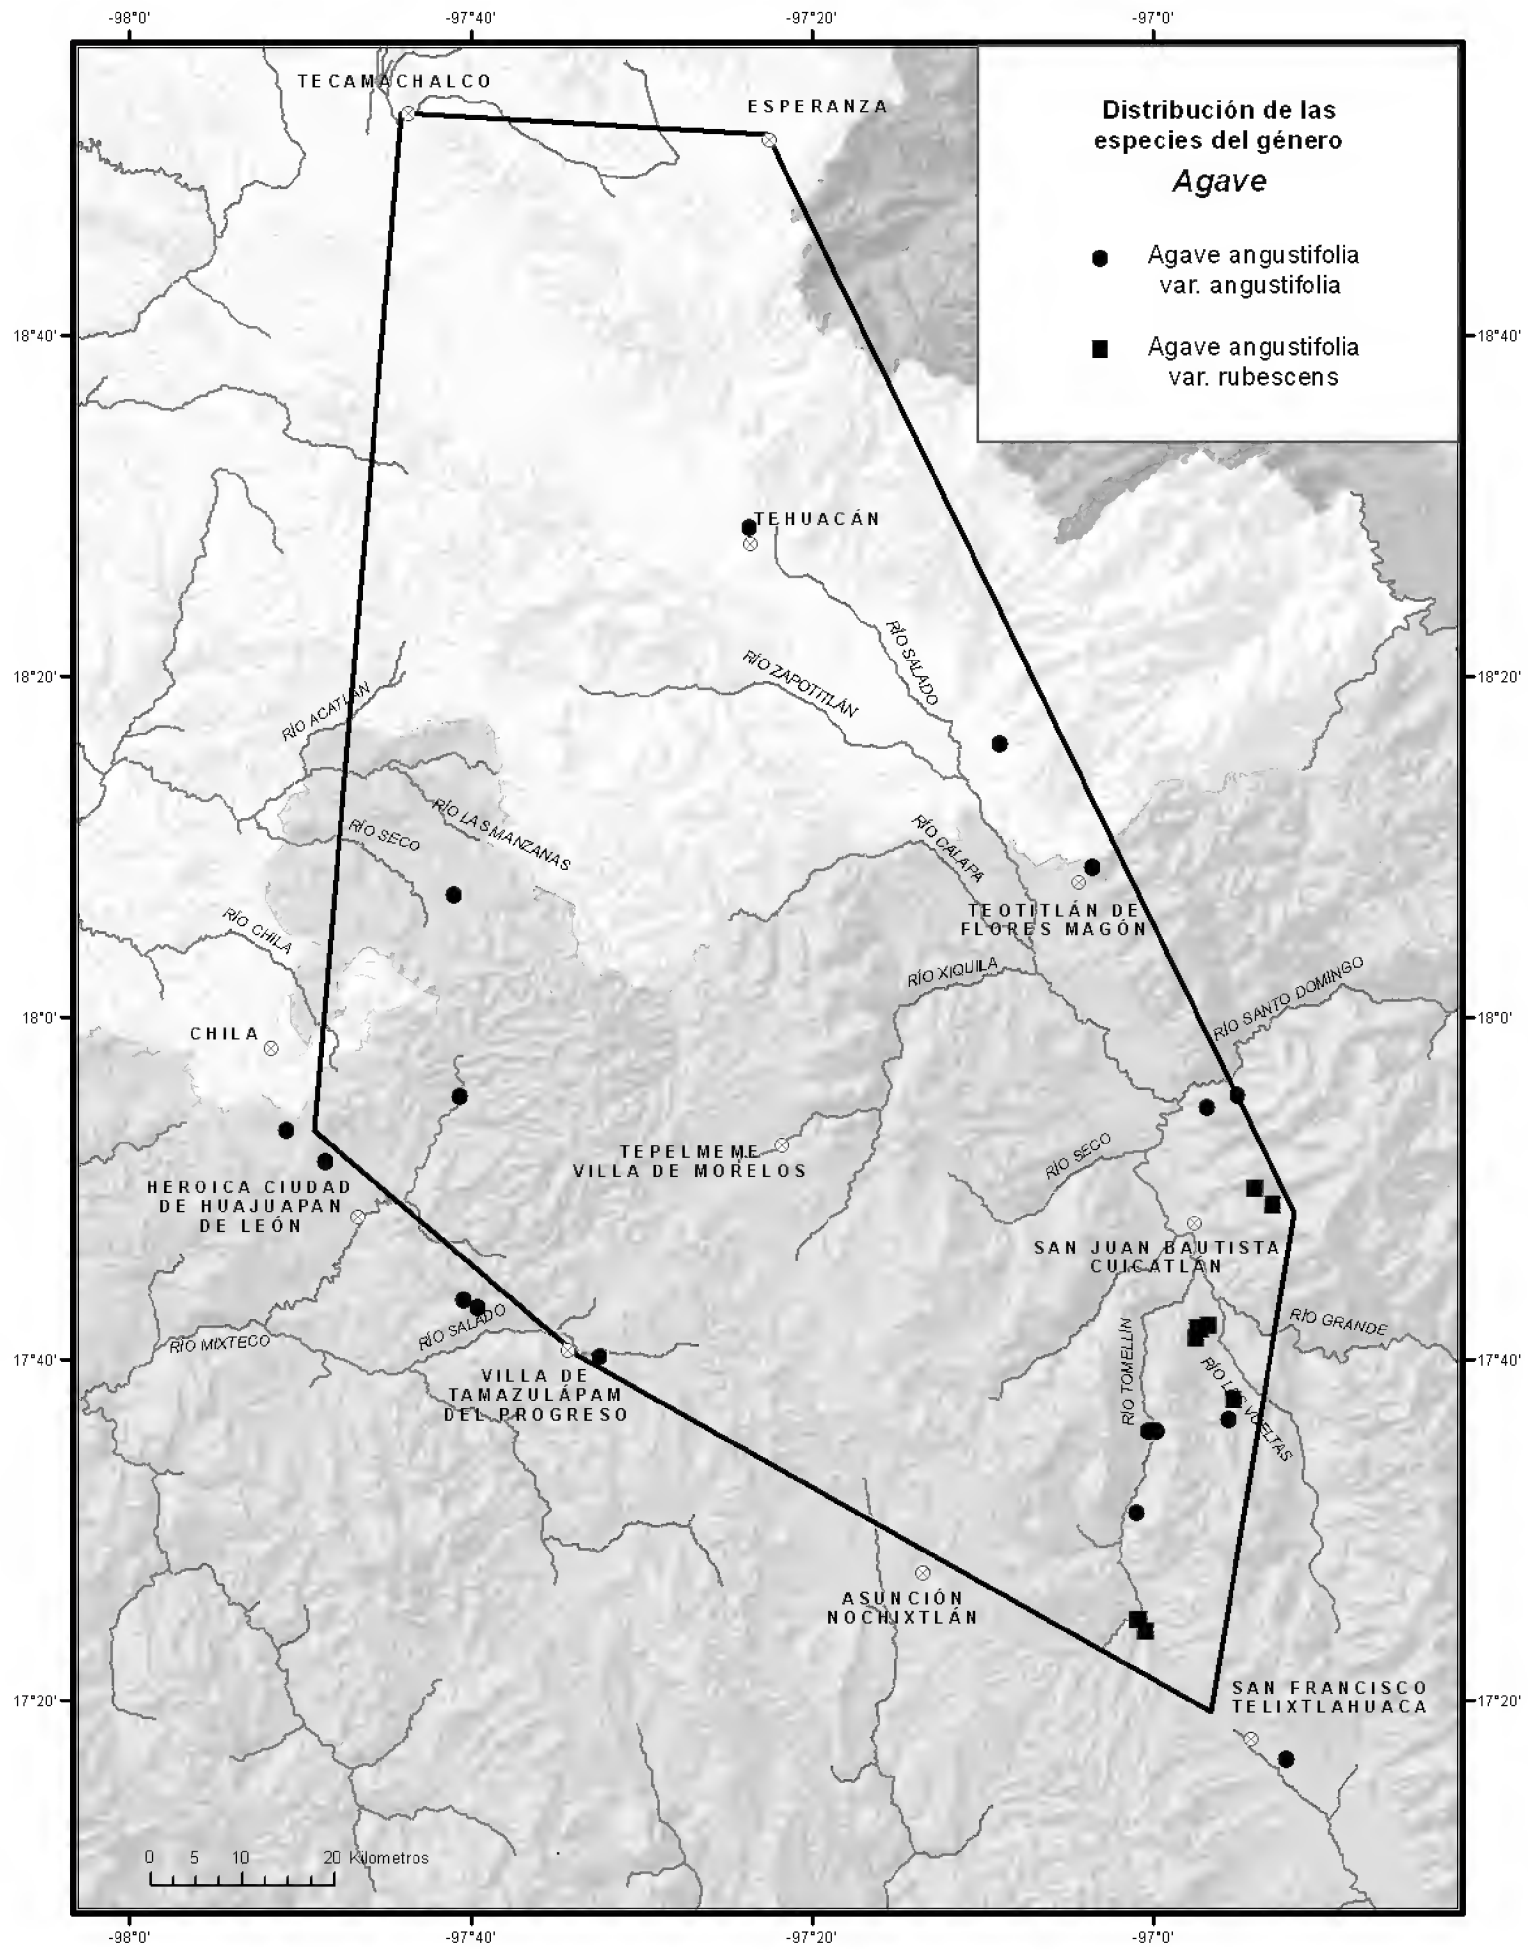 -98°0'
-97°40'
-97°20'
-97°0'
TECAMACHALCO
ESPERANZA
Distribución de las
especies del género
Agave
Agave angustifolia
var. angustifolia
Agave angustifolia
var. rubescens
18°40'
18°40'
TEHUACÁN
RÍO SALADO
RÍO ZAPOTITLÁN
18°20'
18°20'
RÍO ACATLÁN
RÍO LAS MANZANAS
RÍO SECO
RÍO CALAPA
TEOTITLÁN DE
FLORES MAGÓN
RÍO CHILA
RÍO XIQUILA
RÍO SANTO DOMINGO
18°0'
18°0'
CHILA
TEPELMEME
VILLA DE MORELOS
RÍO SECO
HEROICA CIUDAD
DE HUAJUAPAN
DE LEÓN
SAN JUAN BAUTISTA
CUICATLÁN
RÍO SALADO
RÍO MIXTECO
RÍO GRANDE
RÍO TOMELLÍN
RÍO LAS VUELTAS
17°40'
17°40'
VILLA DE
TAMAZULÁPAM
DEL PROGRESO
ASUNCIÓN
NOCHIXTLÁN
17°20'
17°20'
SAN FRANCISCO
TELIXTLAHUACA
0 5 10 20 Kilometros
-98°0'
-97°40'
-97°20'
-97°0'